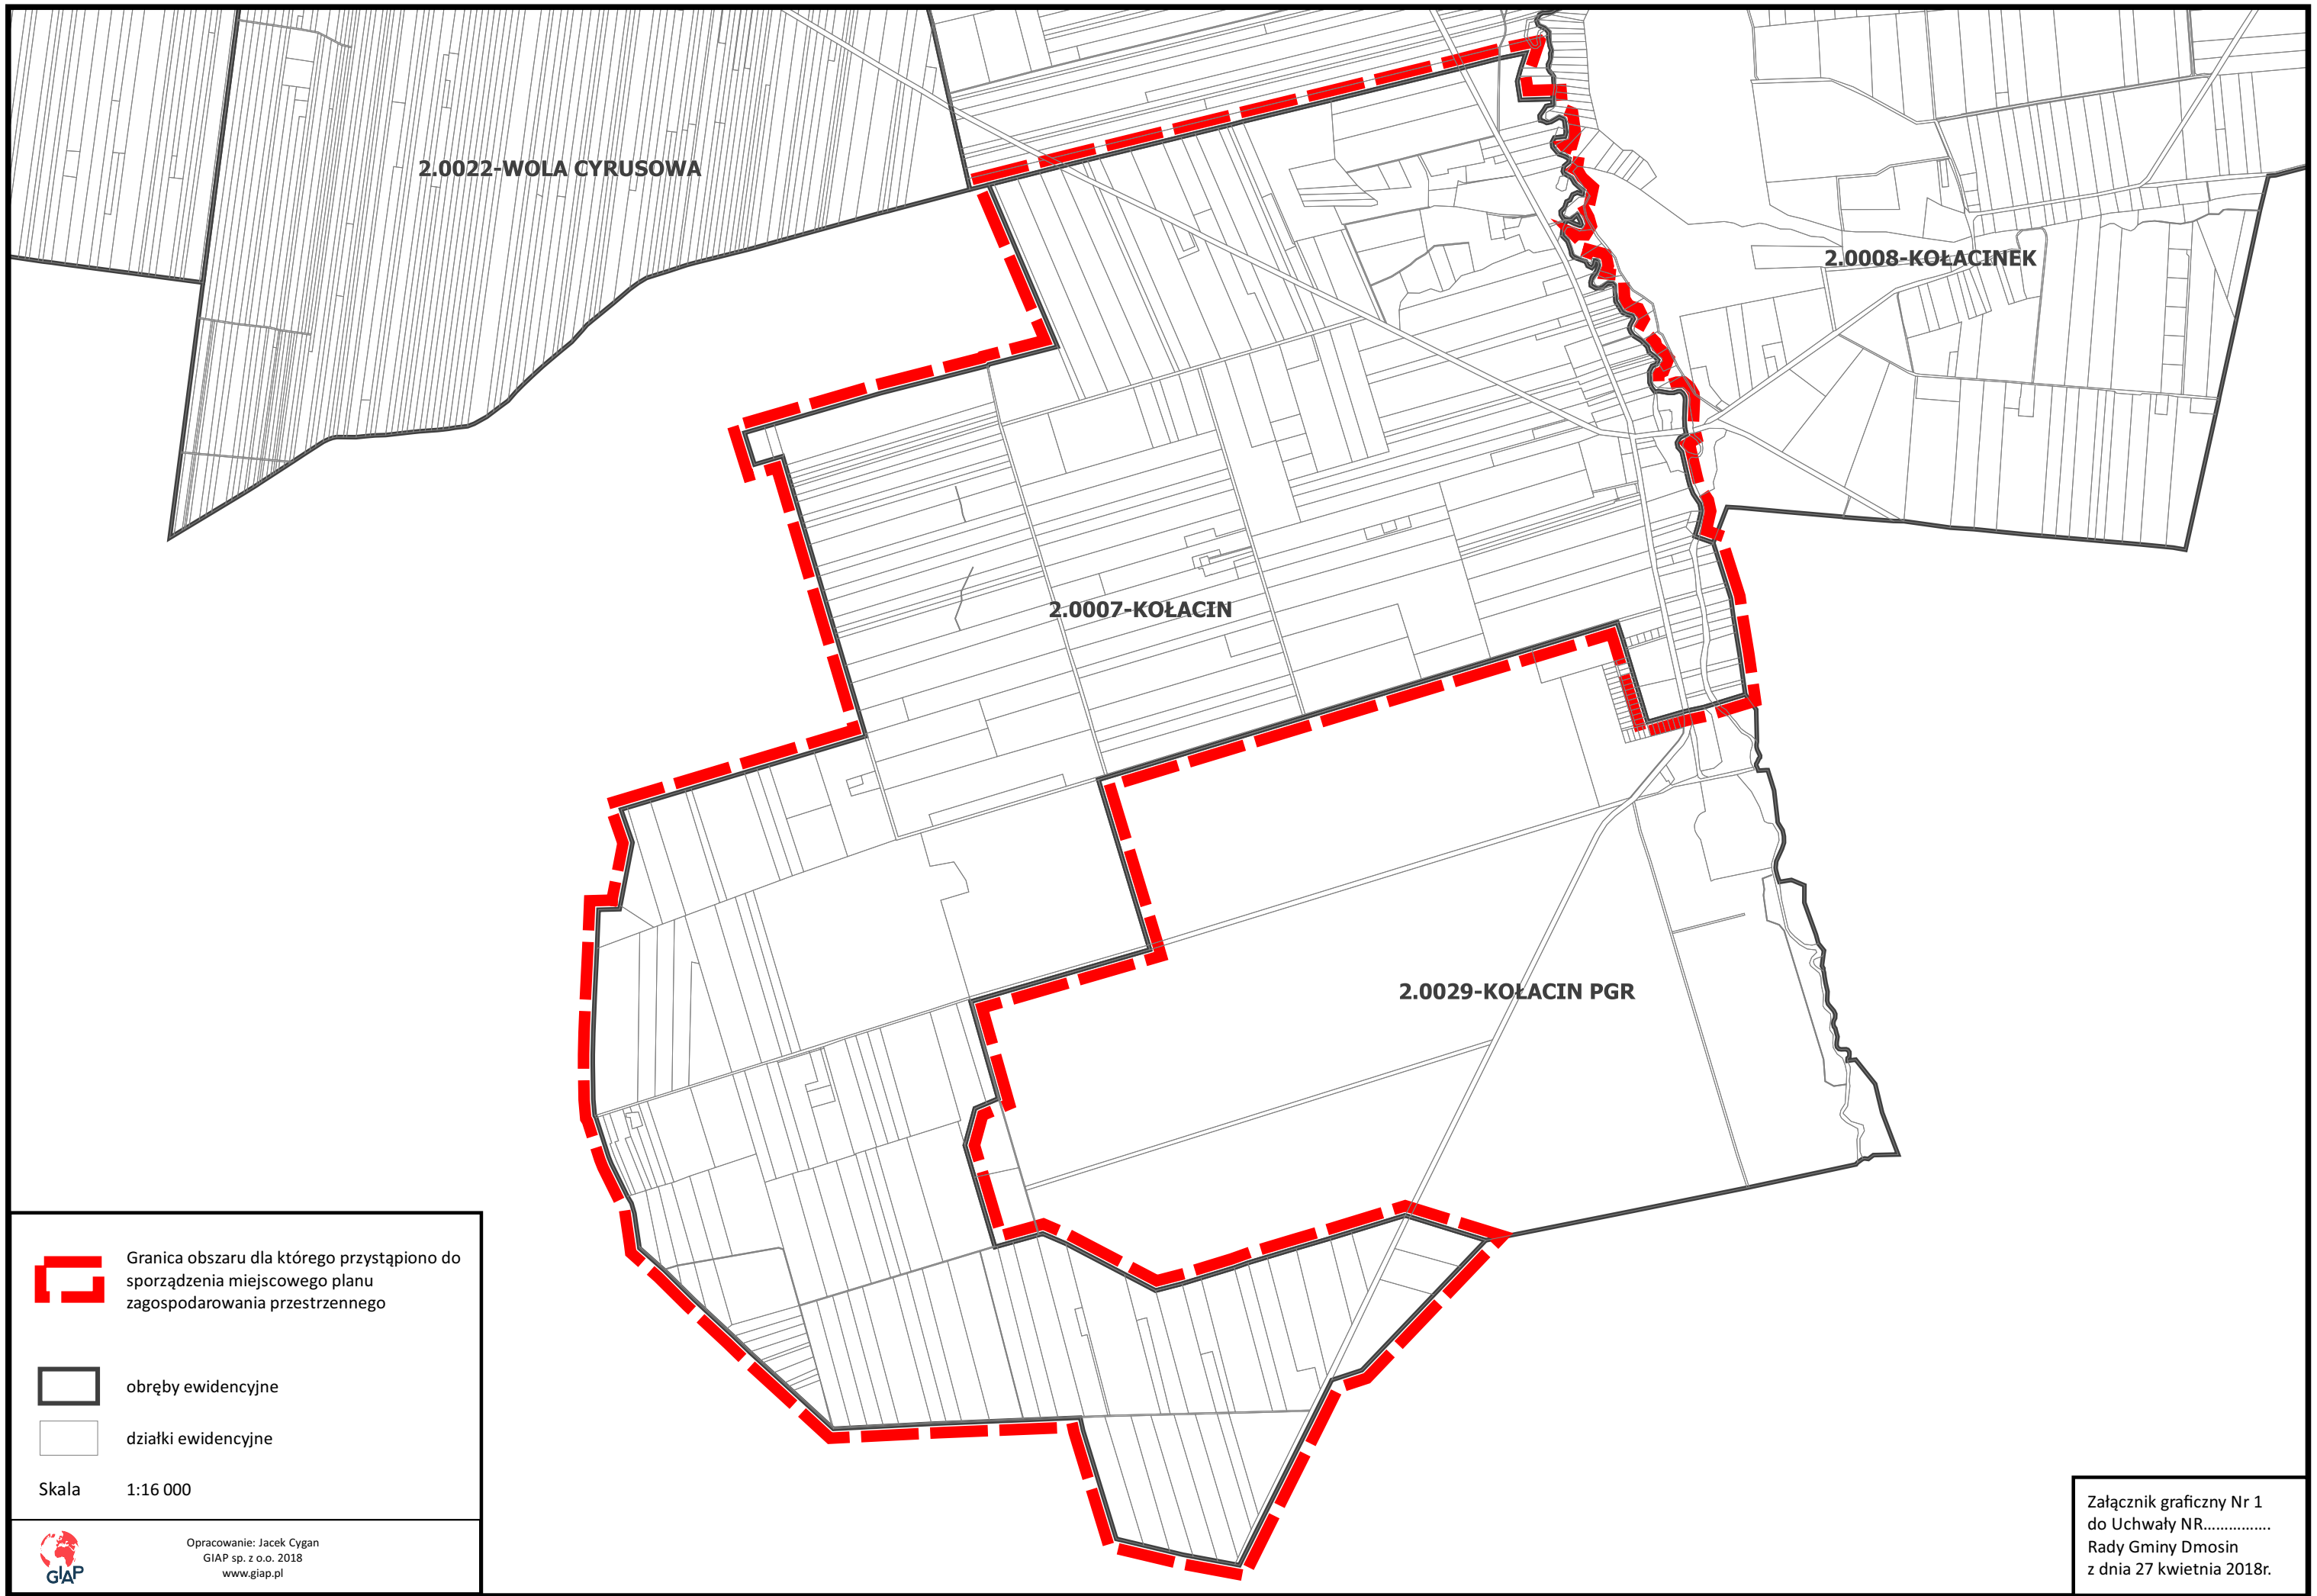 2.0022-WOLA CYRUSOWA
2.0008-KOŁACINEK
2.0007-KOŁACIN
2.0029-KOŁACIN PGR
Granica obszaru dla którego przystąpiono do
sporządzenia miejscowego planu
zagospodarowania przestrzennego
obręby ewidencyjne
działki ewidencyjne
Skala 1:16 000
GIAP
Opracowanie: Jacek Cygan
GIAP sp. z o.o. 2018
www.giap.pl
Załącznik graficzny Nr 1
do Uchwały NR................
Rady Gminy Dmosin
z dnia 27 kwietnia 2018r.